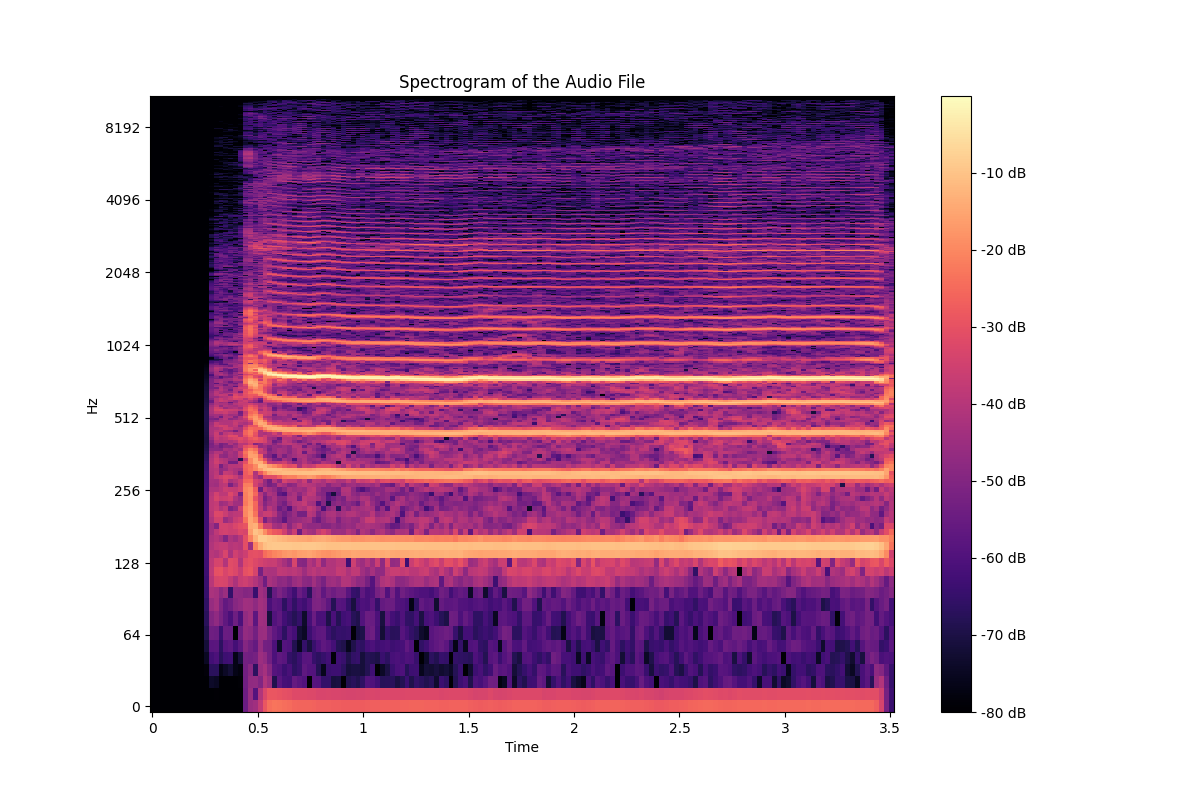 Spectrogram of the Audio File
Hz
8192
4096
2048
1024
512
256
128
64
0
0
0.5
1
1.5
2
2.5
3
3.5
Time
-10 dB
-20 dB
-30 dB
-40 dB
-50 dB
-60 dB
-70 dB
-80 dB